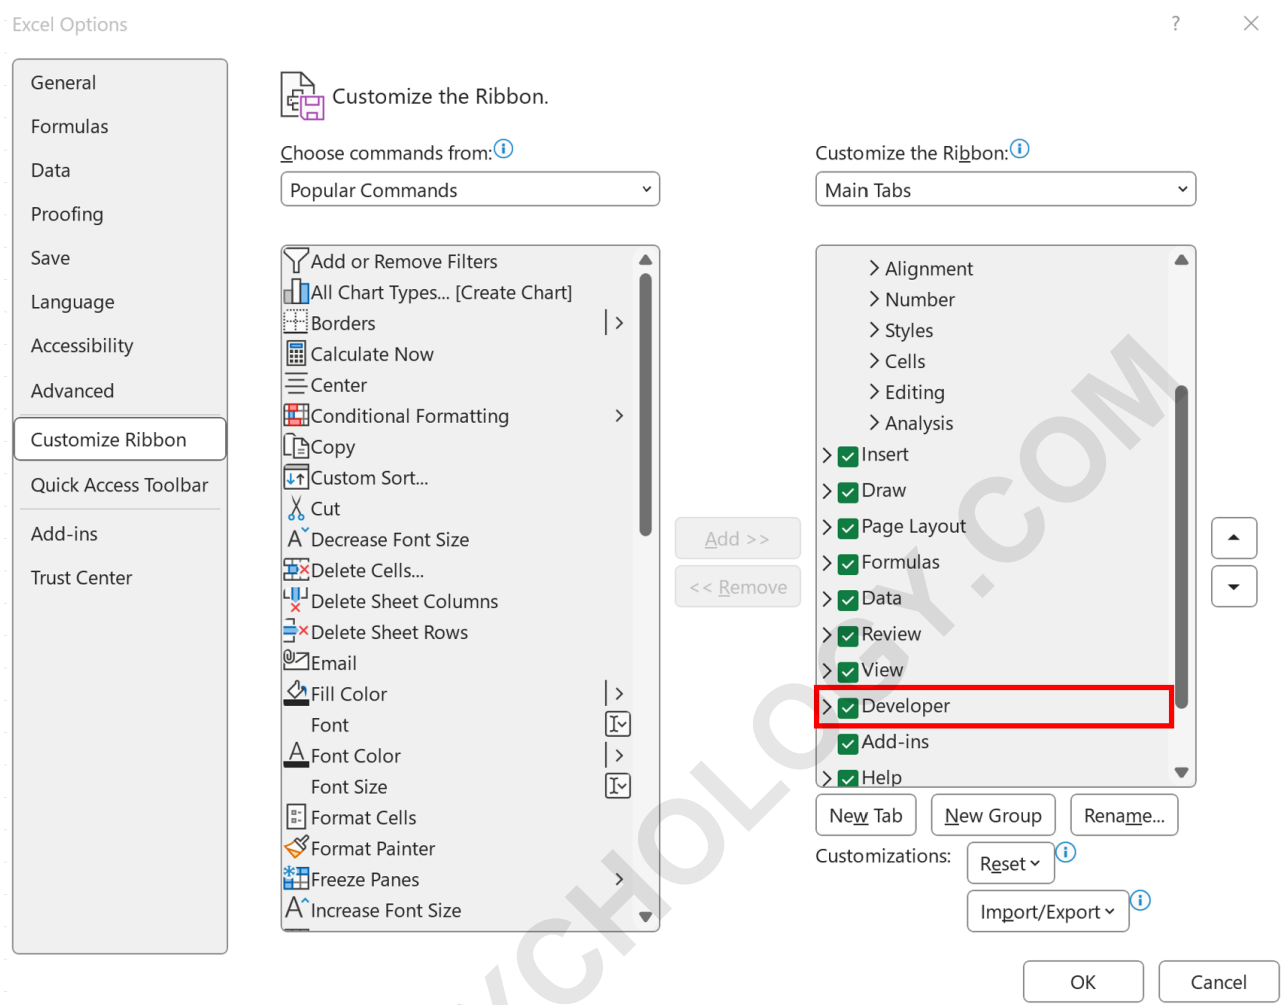 Excel Options
?
General
Formulas
Data
Proofing
Save
Language
Accessibility
Advanced
Customize Ribbon
Quick Access Toolbar
Add-ins
Trust Center
Customize the Ribbon.
Choose commands from:
Popular Commands
Add or Remove Filters
All Chart Types... [Create Chart]
Borders
Calculate Now
Center
Conditional Formatting
Copy
Custom Sort...
Cut
Decrease Font Size
Delete Cells...
Delete Sheet Columns
Delete Sheet Rows
Email
Fill Color
Font
Font Color
Font Size
Format Cells
Format Painter
Freeze Panes
Increase Font Size
Add >>
<< Remove
Customize the Ribbon:
Main Tabs
Alignment
Number
Styles
Cells
Editing
Analysis
Insert
Draw
Page Layout
Formulas
Data
Review
View
Developer
Add-ins
Help
New Tab
New Group
Rename...
Customizations:
Reset
Import/Export
OK
Cancel
YCHOLOGY.COM